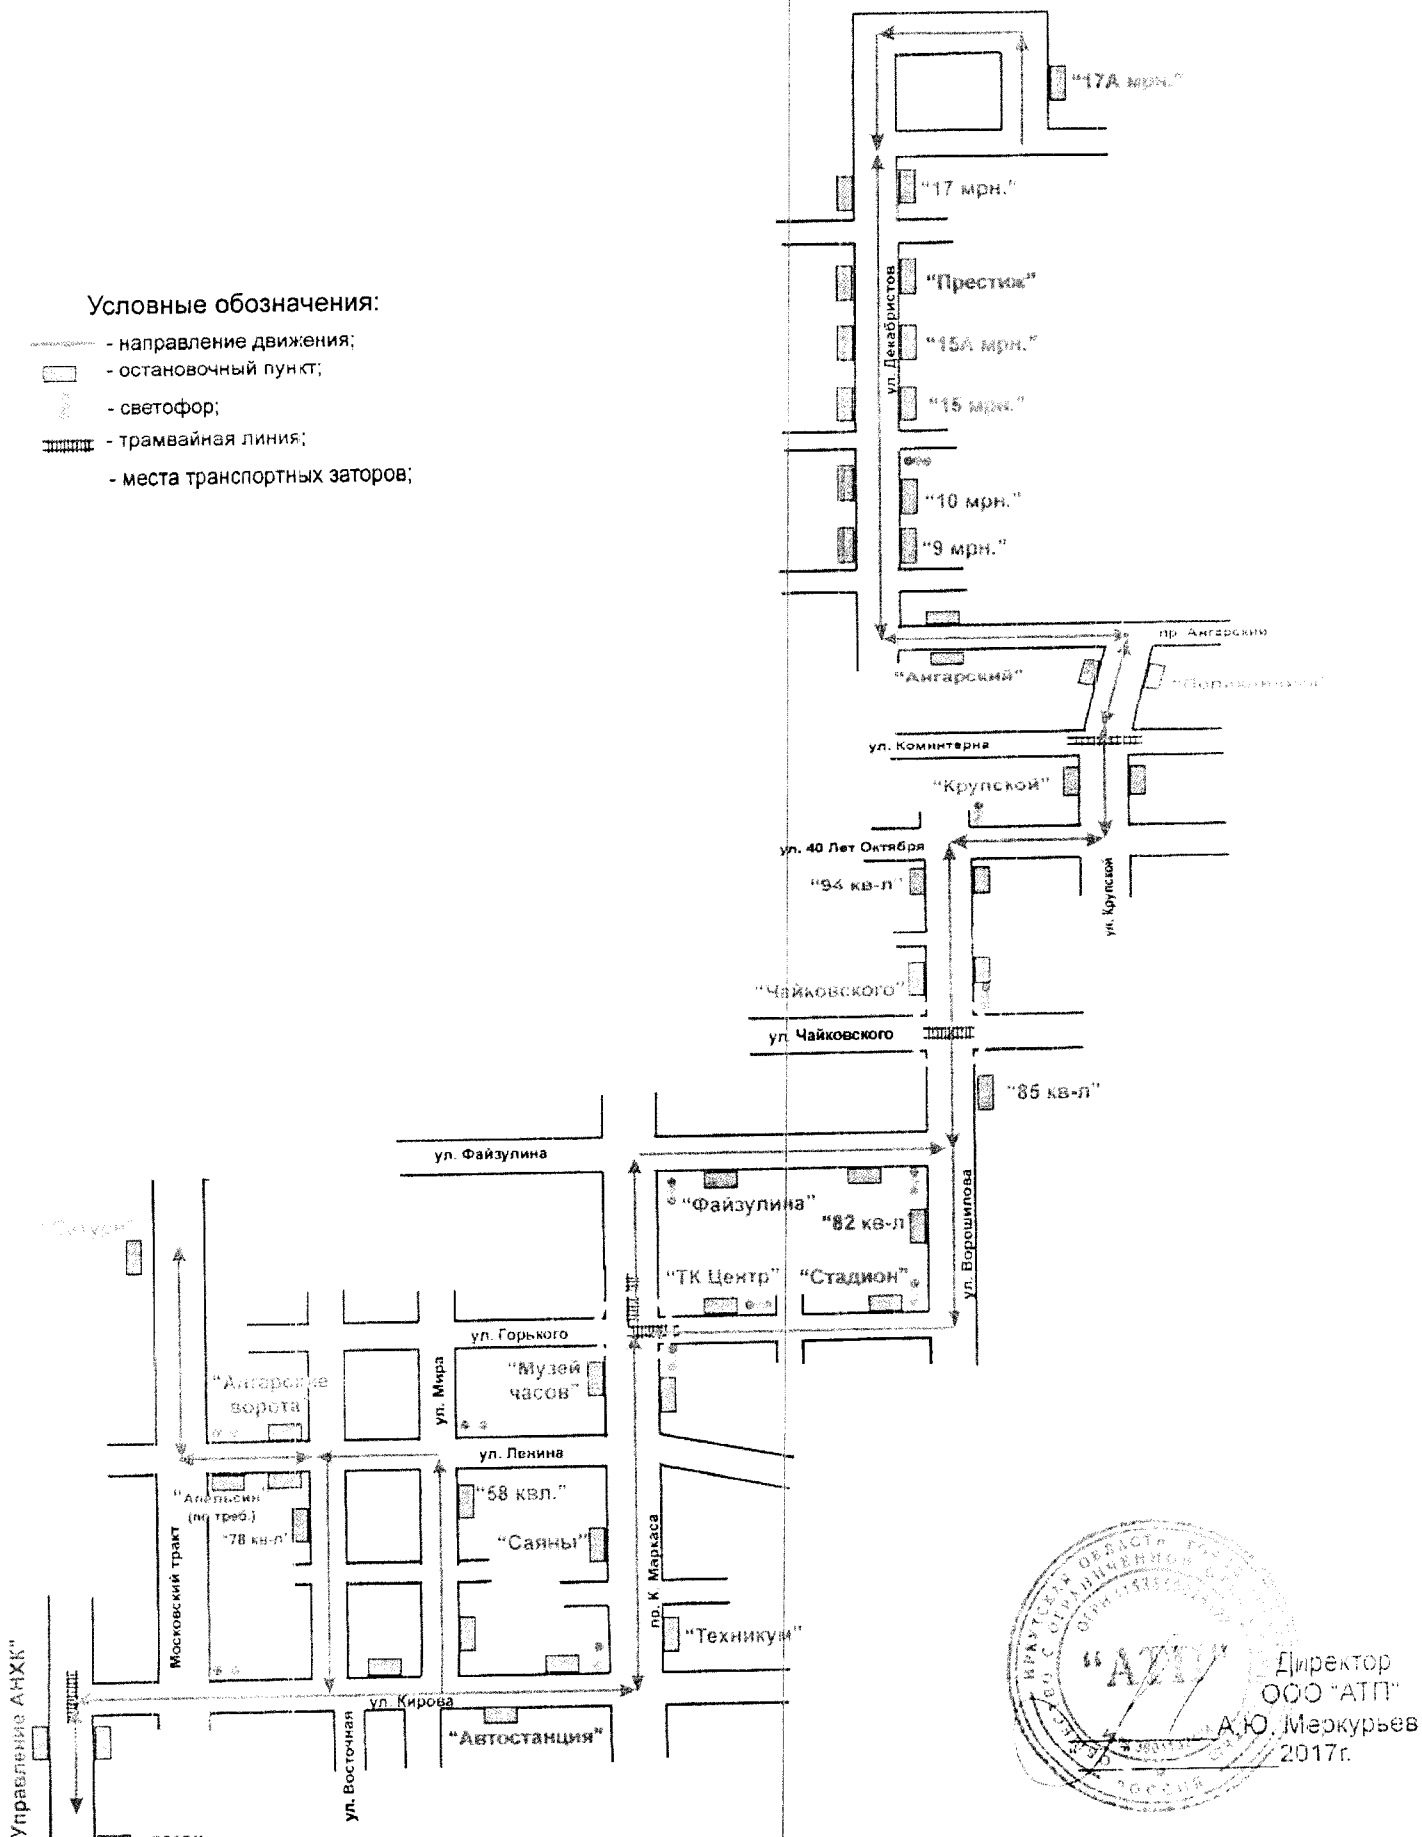 "17А мрн."
"17 мрн."
ул. Декабристов
"Престиж"
"15А мрн."
"15 мрн."
"10 мрн."
"9 мрн."
Условные обозначения:
- направление движения;
- остановочный пункт;
- светофор;
- трамвайная линия;
- места транспортных заторов;
пр. Ангарский
"Ангарский"
ул. Коминтерна
"Крупской"
ул. 40 Лет Октября
ул. Крупской
"94 кв-л"
"Чайковского"
ул. Чайковского
"85 кв-л"
ул. Файзулина
"Файзулина"
"82 кв-л
ул. Ворошилова
"ТК Центр"
"Стадион"
ул. Горького
"Музей
часов"
ул. Мира
"Ангарские
ворота
ул. Ленина
"Апельсин"
(по треб.)
"78 кв-л"
Московский тракт
"58 квл."
"Саяны"
пр. К. Маркаса
"Техникум"
ул. Кирова
"Автостанция"
ул. Восточная
Управление АНХК"
"АТП"
РОССИЯ
Директор
ООО "АТП"
А.Ю. Меркурьев
2017г.